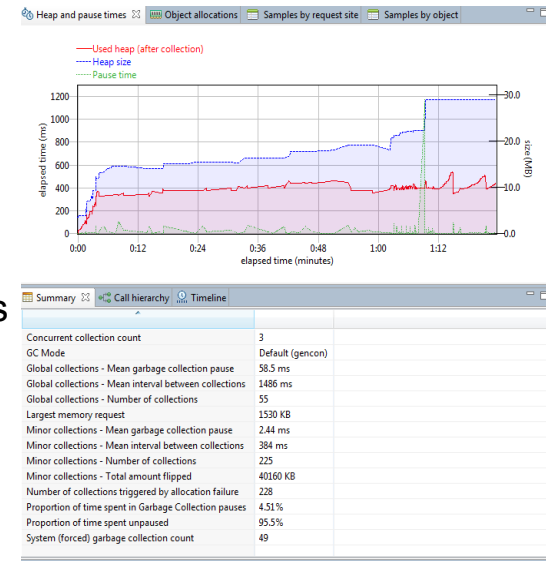 Heap and pause times Object allocations Samples by request site Samples by object
Used heap (after collection)
Heap size
Pause time
1200
1000
800
600
400
200
0
elapsed time (ms)
30.0
20.0
10.0
0.0
size (MB)
0:00 0:12 0:24 0:36 0:48 1:00 1:12
elapsed time (minutes)
s
Summary Call hierarchy Timeline
Concurrent collection count 3
GC Mode Default (gencon)
Global collections - Mean garbage collection pause 58.5 ms
Global collections - Mean interval between collections 1486 ms
Global collections - Number of collections 55
Largest memory request 1530 KB
Minor collections - Mean garbage collection pause 2.44 ms
Minor collections - Mean interval between collections 384 ms
Minor collections - Number of collections 225
Minor collections - Total amount flipped 40160 KB
Number of collections triggered by allocation failure 228
Proportion of time spent in Garbage Collection pauses 4.51%
Proportion of time spent unpaused 95.5%
System (forced) garbage collection count 49